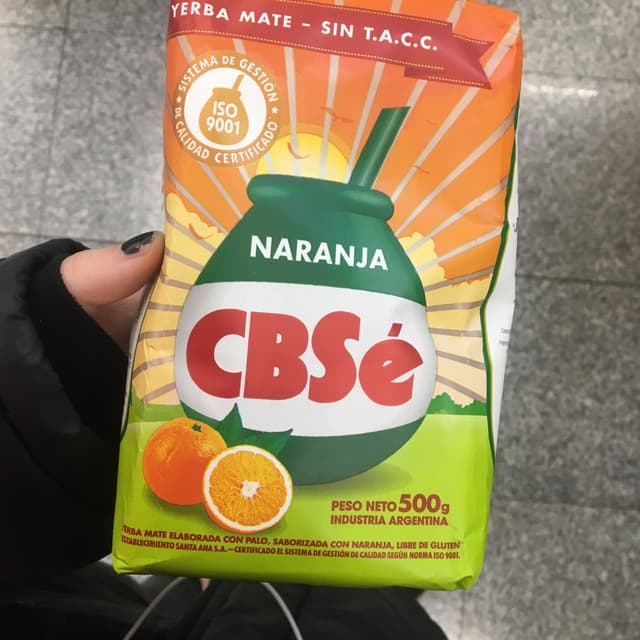 YERBA MATE - SIN T.A.C.C.
SISTEMA DE GESTIÓN
DE CALIDAD CERTIFICADO
ISO
9001
NARANJA
CBSé
PESO NETO 500g
INDUSTRIA ARGENTINA
YERBA MATE ELABORADA CON PALO, SABORIZADA CON NARANJA, LIBRE DE GLUTEN
ESTABLECIMIENTO SANTA ANA S.A. – CERTIFICADO EL SISTEMA DE GESTIÓN DE CALIDAD SEGÚN NORMA ISO 9001.